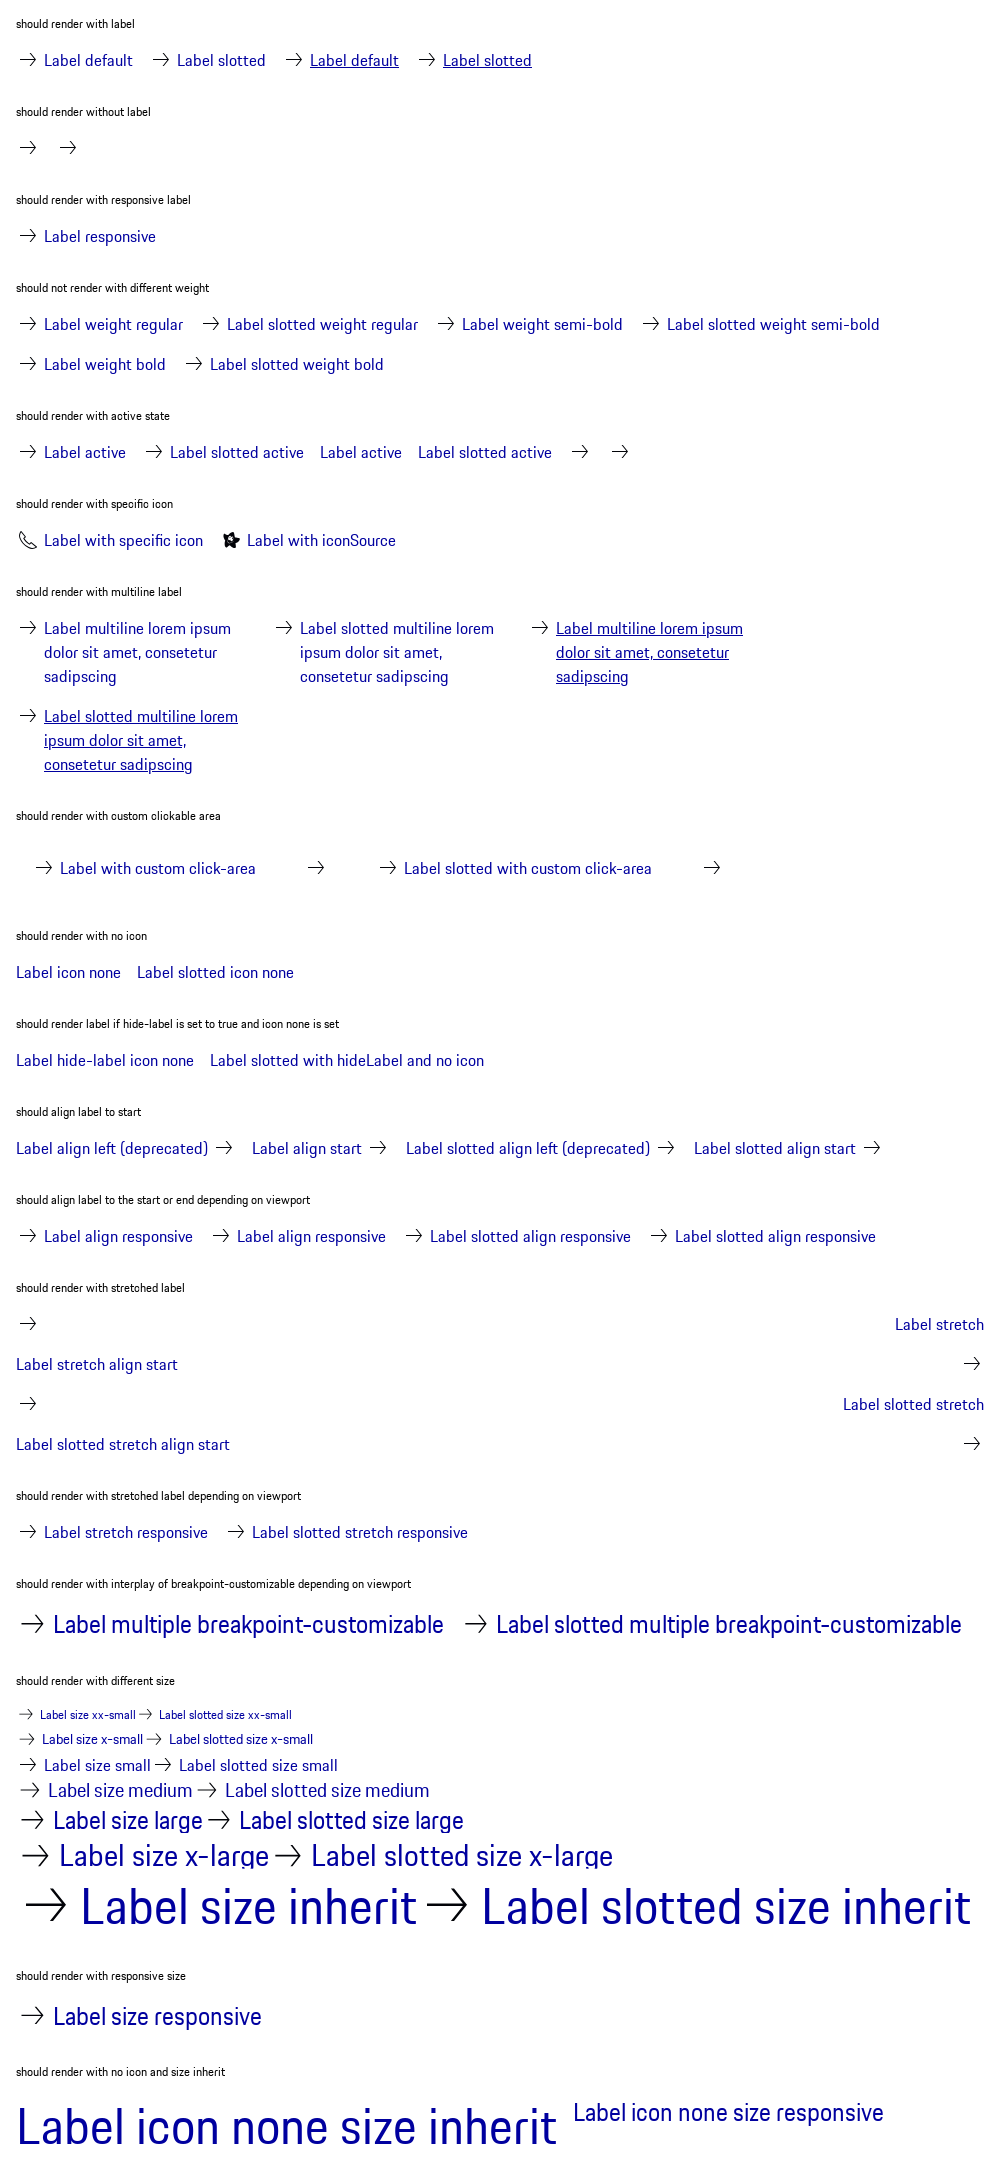 should render with label
Label default Label slotted Label default Label slotted
should render without label
should render with responsive label
Label responsive
should not render with different weight
Label weight regular Label slotted weight regular Label weight semi-bold Label slotted weight semi-bold
Label weight bold Label slotted weight bold
should render with active state
Label active Label slotted active Label active Label slotted active
should render with specific icon
Label with specific icon Label with iconSource
should render with multiline label
Label multiline lorem ipsum Label slotted multiline lorem Label multiline lorem ipsum
dolor sit amet, consetetur ipsum dolor sit amet, dolor sit amet, consetetur
sadipscing consetetur sadipscing sadipscing
Label slotted multiline lorem
ipsum dolor sit amet,
consetetur sadipscing
should render with custom clickable area
Label with custom click-area Label slotted with custom click-area
should render with no icon
Label icon none Label slotted icon none
should render label if hide-label is set to true and icon none is set
Label hide-label icon none Label slotted with hideLabel and no icon
should align label to start
Label align left (deprecated) Label align start Label slotted align left (deprecated) Label slotted align start
should align label to the start or end depending on viewport
Label align responsive Label align responsive Label slotted align responsive Label slotted align responsive
should render with stretched label
Label stretch
Label stretch align start
Label slotted stretch
Label slotted stretch align start
should render with stretched label depending on viewport
Label stretch responsive Label slotted stretch responsive
should render with interplay of breakpoint-customizable depending on viewport
Label multiple breakpoint-customizable Label slotted multiple breakpoint-customizable
should render with different size
Label size xx-small Label slotted size xx-small
Label size x-small Label slotted size x-small
Label size small Label slotted size small
Label size medium Label slotted size medium
Label size large Label slotted size large
Label size x-large Label slotted size x-large
Label size inherit Label slotted size inherit
should render with responsive size
Label size responsive
should render with no icon and size inherit
Label icon none size inherit Label icon none size responsive